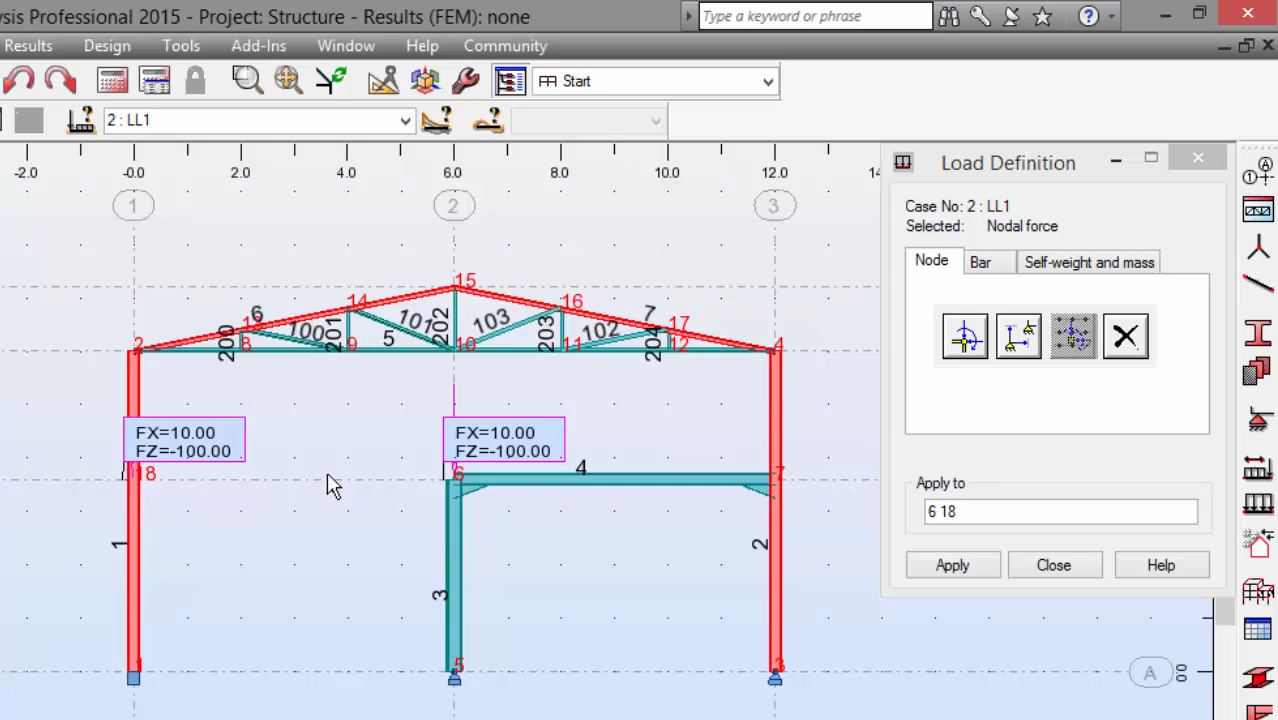 ysis Professional 2015 - Project: Structure - Results (FEM): none
Type a keyword or phrase
Results Design Tools Add-Ins Window Help Community
Start
2 : LL1
-2.0 -0.0 2.0 4.0 6.0 8.0 10.0 12.0 14
1 2 3
Load Definition
Case No: 2 : LL1
Selected: Nodal force
Node Bar Self-weight and mass
15
14 16
6 7
17
200 100 201 5 101 202 103 203 102 204
2 8 9 10 11 12 4
FX=10.00
FZ=-100.00
FX=10.00
FZ=-100.00
18 6 4 7
Apply to
6 18
Apply Close Help
1 3 2
1 5 3
A
00